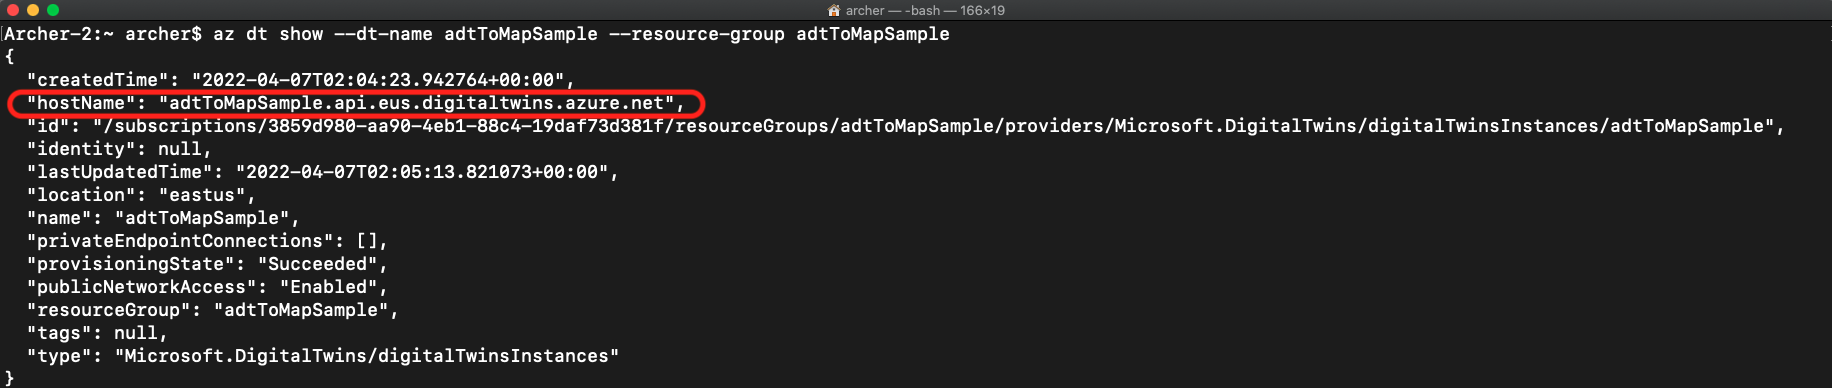 archer — -bash — 166×19
Archer-2:~ archer$ az dt show --dt-name adtToMapSample --resource-group adtToMapSample
{
  "createdTime": "2022-04-07T02:04:23.942764+00:00",
  "hostName": "adtToMapSample.api.eus.digitaltwins.azure.net",
  "id": "/subscriptions/3859d980-aa90-4eb1-88c4-19daf73d381f/resourceGroups/adtToMapSample/providers/Microsoft.DigitalTwins/digitalTwinsInstances/adtToMapSample",
  "identity": null,
  "lastUpdatedTime": "2022-04-07T02:05:13.821073+00:00",
  "location": "eastus",
  "name": "adtToMapSample",
  "privateEndpointConnections": [],
  "provisioningState": "Succeeded",
  "publicNetworkAccess": "Enabled",
  "resourceGroup": "adtToMapSample",
  "tags": null,
  "type": "Microsoft.DigitalTwins/digitalTwinsInstances"
}